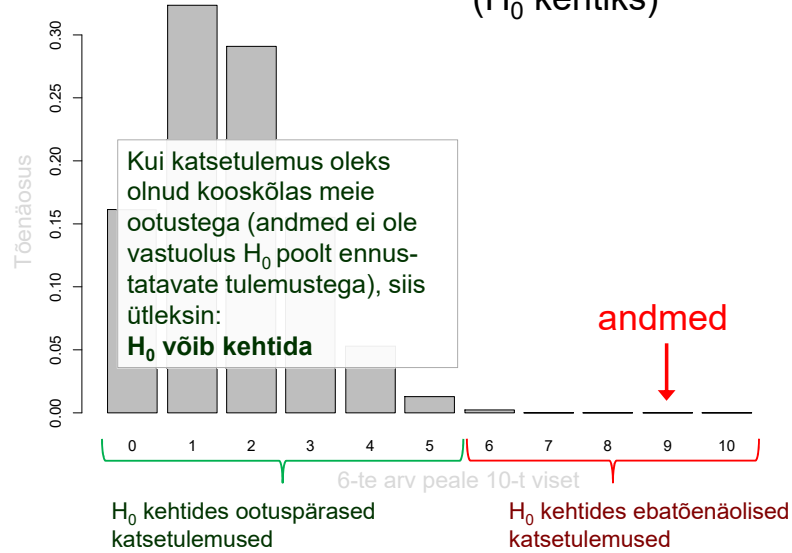 (H₀ kehtiks)
0.30
0.25
0.20
0.15
0.10
0.05
0.00
Tõenäosus
Kui katsetulemus oleks
olnud kooskõlas meie
ootustega (andmed ei ole
vastuolus H₀ poolt ennus-
tatavate tulemustega), siis
ütleksin:
H₀ võib kehtida
andmed
0 1 2 3 4 5 6 7 8 9 10
6-te arv peale 10-t viset
H₀ kehtides ootuspärased
katsetulemused
H₀ kehtides ebatõenäolised
katsetulemused